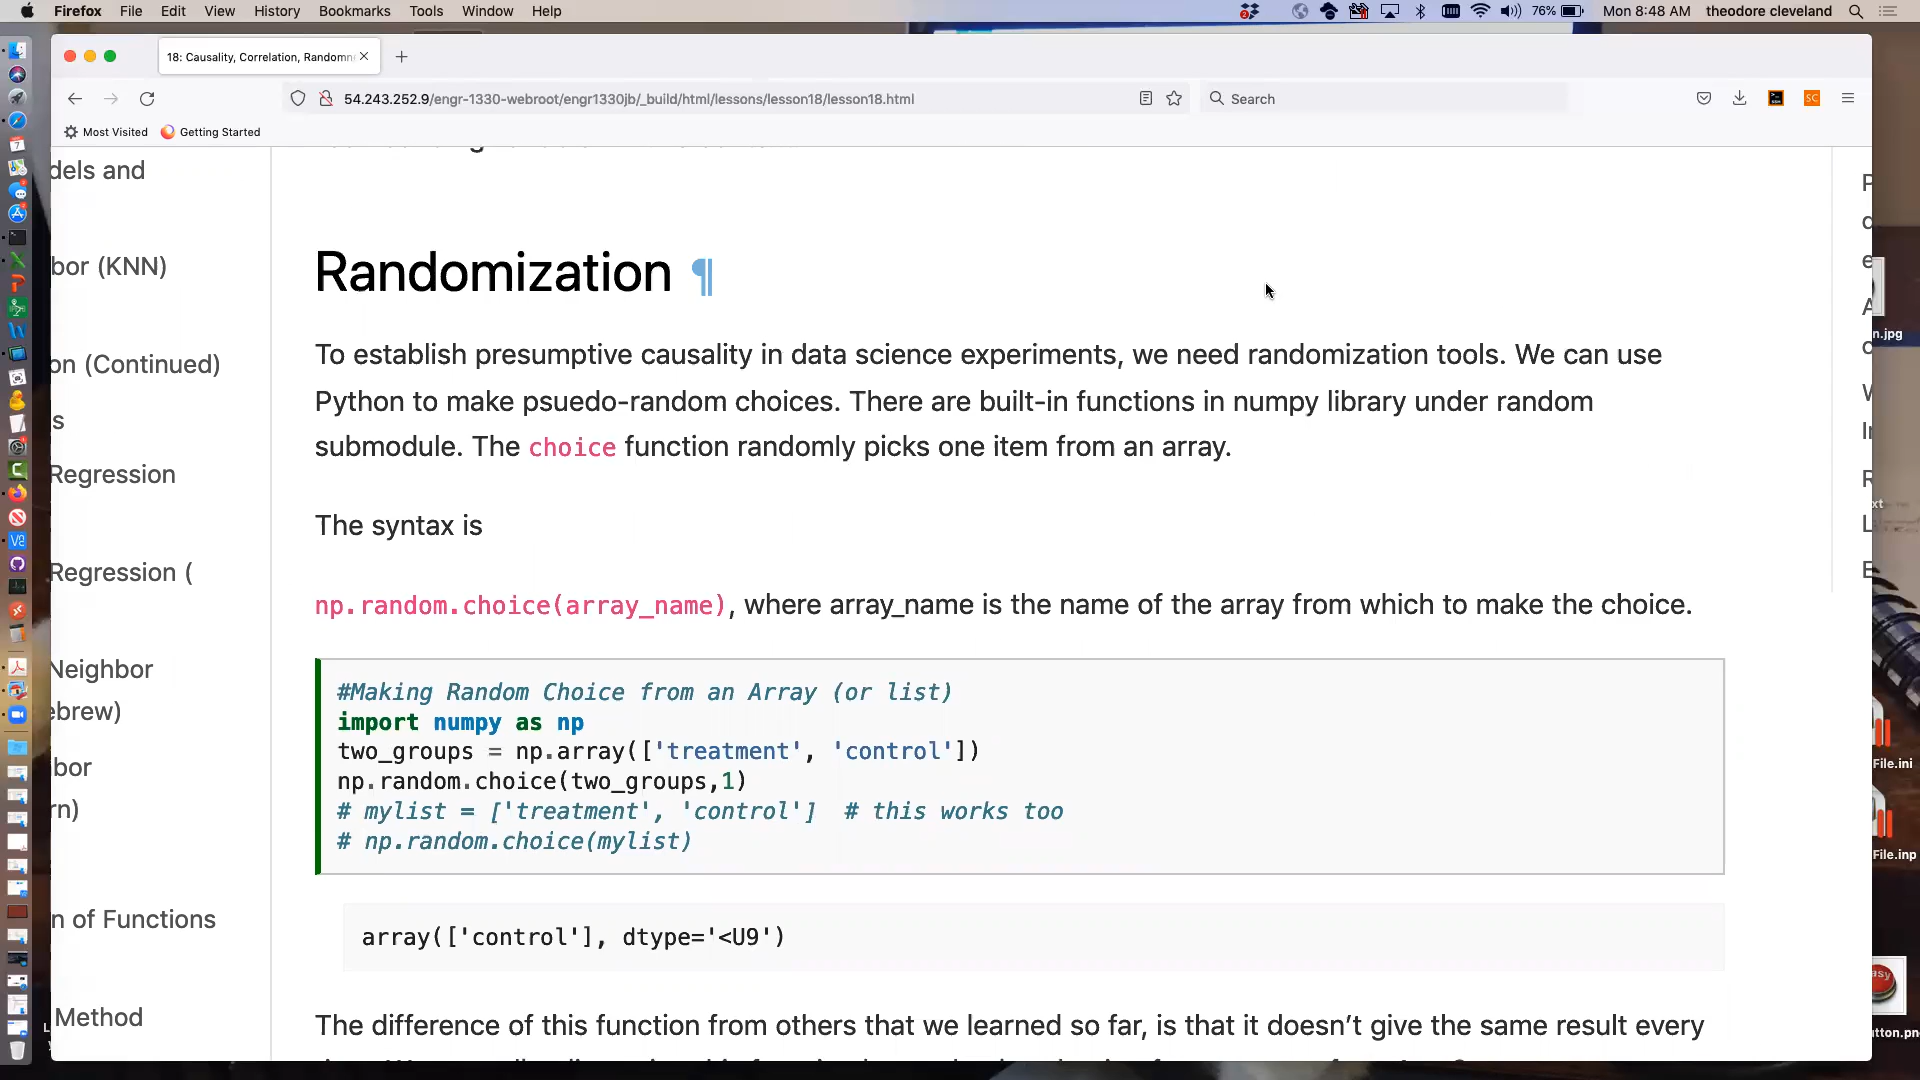 Firefox File Edit View History Bookmarks Tools Window Help 76% Mon 8:48 AM theodore cleveland
18: Causality, Correlation, Randomn
54.243.252.9/engr-1330-webroot/engr1330jb/_build/html/lessons/lesson18/lesson18.html Search
Most Visited Getting Started
dels and
bor (KNN)
on (Continued)
s
Regression
Regression (
Neighbor
ebrew)
bor
rn)
n of Functions
Method
Randomization ¶
To establish presumptive causality in data science experiments, we need randomization tools. We can use
Python to make psuedo-random choices. There are built-in functions in numpy library under random
submodule. The choice function randomly picks one item from an array.
The syntax is
np.random.choice(array_name), where array_name is the name of the array from which to make the choice.
#Making Random Choice from an Array (or list)
import numpy as np
two_groups = np.array(['treatment', 'control'])
np.random.choice(two_groups,1)
# mylist = ['treatment', 'control']  # this works too
# np.random.choice(mylist)
array(['control'], dtype='<U9')
The difference of this function from others that we learned so far, is that it doesn’t give the same result every
n.jpg
xt
File.ini
File.inp
asy
tton.pn